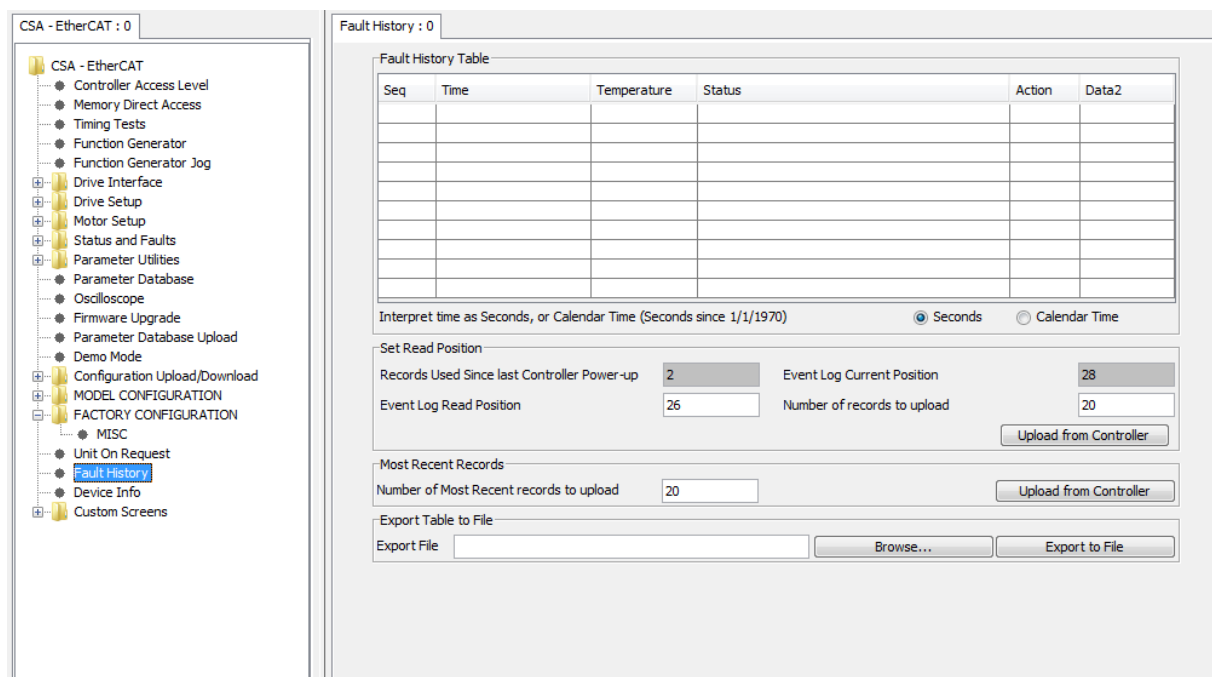 CSA - EtherCAT : 0
CSA - EtherCAT
Controller Access Level
Memory Direct Access
Timing Tests
Function Generator
Function Generator Jog
Drive Interface
Drive Setup
Motor Setup
Status and Faults
Parameter Utilities
Parameter Database
Oscilloscope
Firmware Upgrade
Parameter Database Upload
Demo Mode
Configuration Upload/Download
MODEL CONFIGURATION
FACTORY CONFIGURATION
MISC
Unit On Request
Fault History
Device Info
Custom Screens
Fault History : 0
Fault History Table
Seq Time Temperature Status Action Data2
Interpret time as Seconds, or Calendar Time (Seconds since 1/1/1970) Seconds Calendar Time
Set Read Position
Records Used Since last Controller Power-up 2 Event Log Current Position 28
Event Log Read Position 26 Number of records to upload 20
Upload from Controller
Most Recent Records
Number of Most Recent records to upload 20 Upload from Controller
Export Table to File
Export File Browse... Export to File